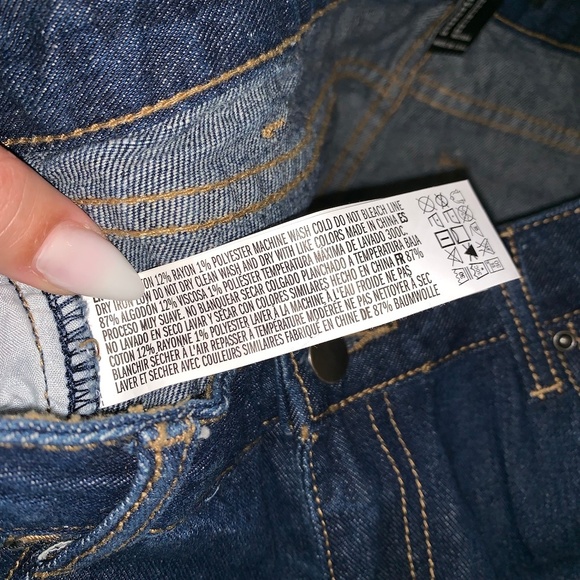 COTTON 12% RAYON 1% POLYESTER MACHINE WASH COLD DO NOT BLEACH LINE
DRY LOW DO NOT DRY CLEAN WASH AND DRY WITH LIKE COLORS MADE IN CHINA ES
87% ALGODON 12% VISCOSA 1% POLIÉSTER TEMPERATURA MÁXIMA DE LAVADO 300C.
PROCESO MUY SUAVE. NO BLANQUEAR SECAR COLGADO PLANCHADO A TEMPERATURA BAJA
NO LAVADO EN SECO LAVAR Y SECAR CON COLORES SIMILARES HECHO EN CHINA FR 87%
COTON 12% RAYONNE 1% POLYESTER LAVER À LA MACHINE À L'EAU FROIDE NE PAS
BLANCHIR SÉCHER À L'AIR REPASSER À TEMPÉRATURE MODÉRÉE NE PAS NETTOYER À SEC
LAVER ET SÉCHER AVEC COULEURS SIMILAIRES FABRIQUÉ EN CHINE DE 87% BAUMWOLLE